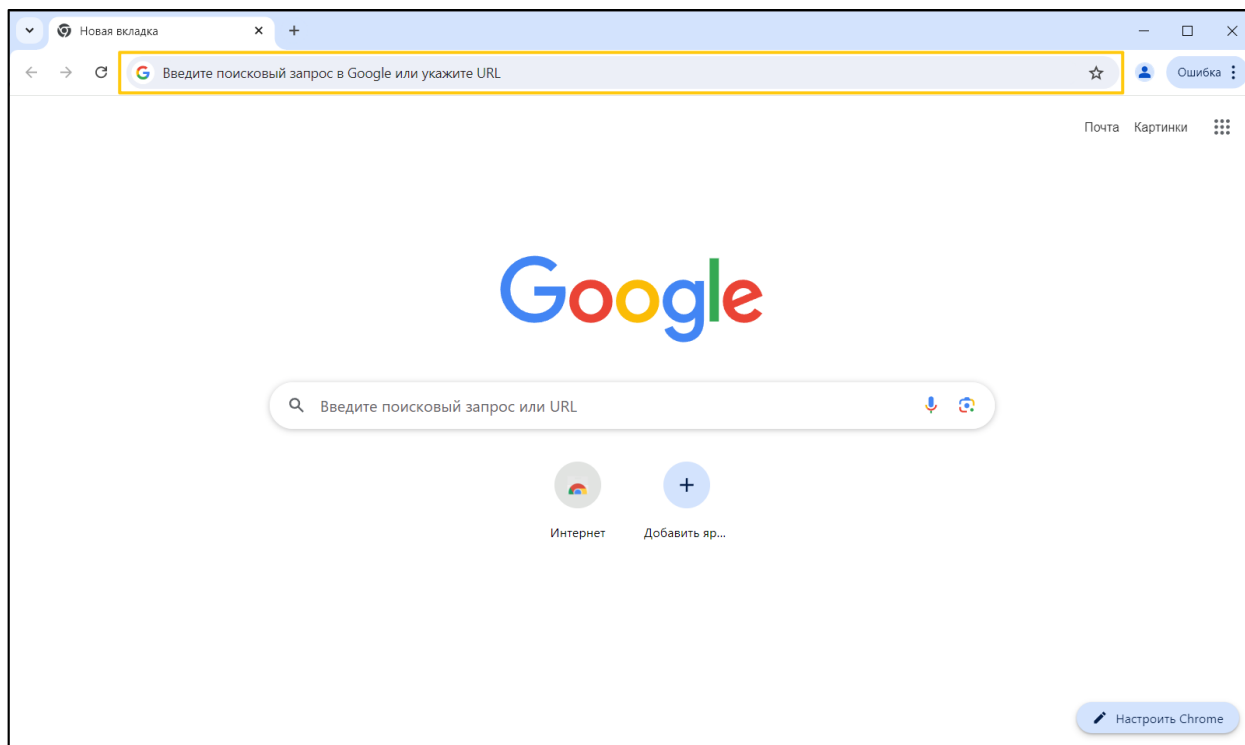 Новая вкладка
Введите поисковый запрос в Google или укажите URL
Ошибка
Почта Картинки
Google
Введите поисковый запрос или URL
Интернет Добавить яр...
Настроить Chrome